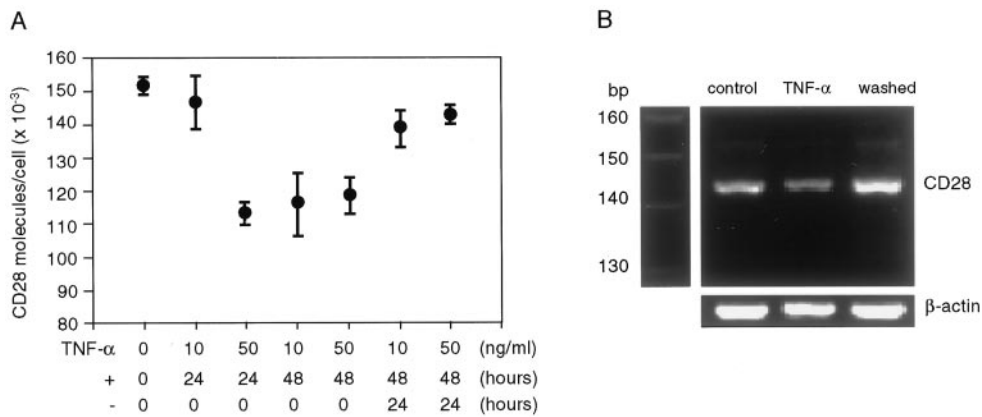 A
CD28 molecules/cell (x 10⁻³)
160
150
140
130
120
110
100
90
80
TNF-α 0 10 50 10 50 10 50 (ng/ml)
+ 0 24 24 48 48 48 48 (hours)
- 0 0 0 0 0 24 24 (hours)
B
bp control TNF-α washed
160
150
CD28
140
130
β-actin